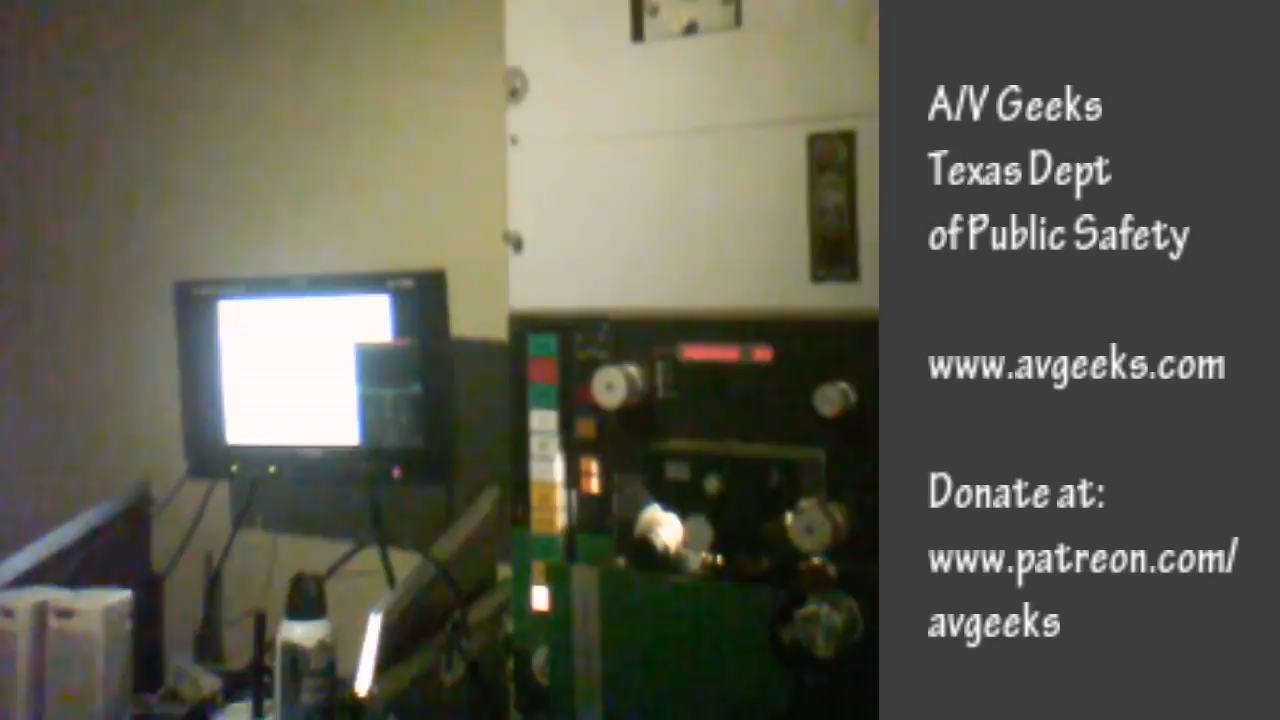 A/V Geeks
Texas Dept
of Public Safety
www.avgeeks.com
Donate at:
www.patreon.com/
avgeeks